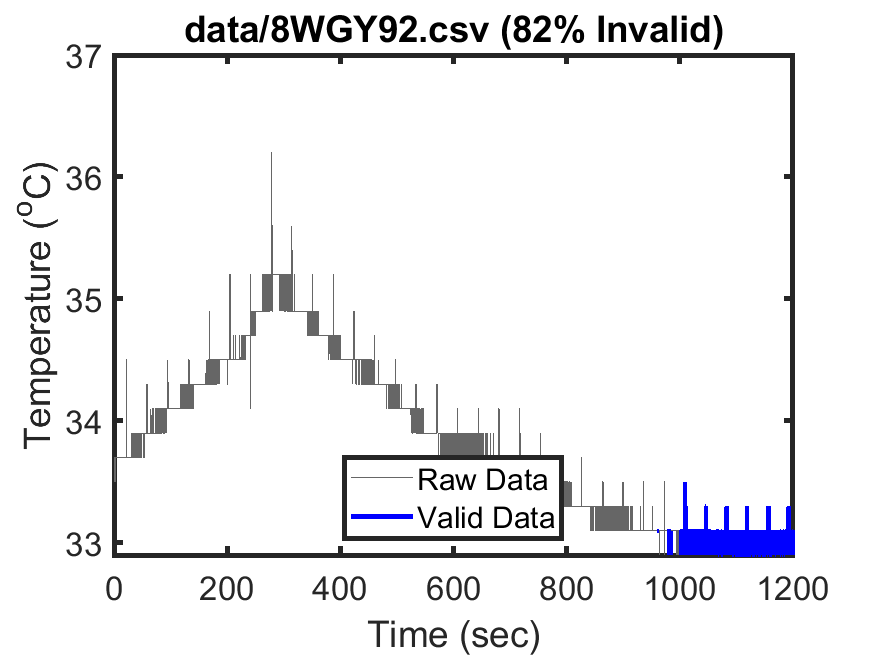 data/8WGY92.csv (82% Invalid)
37
36
35
34
33
Temperature (°C)
Raw Data
Valid Data
0 200 400 600 800 1000 1200
Time (sec)